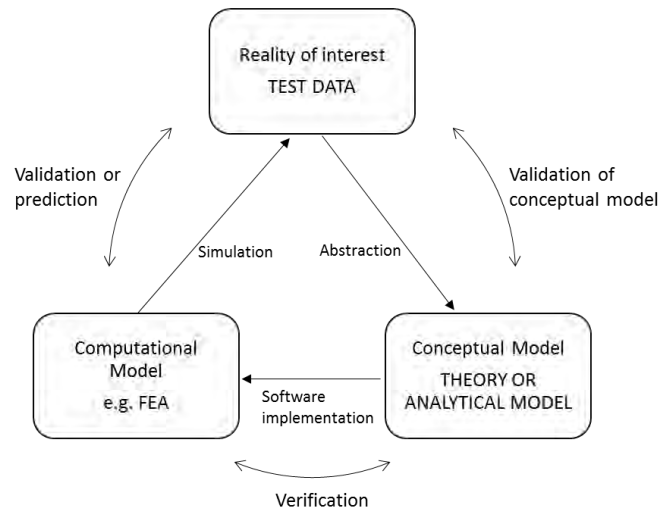 Reality of interest
TEST DATA
Validation or
prediction
Validation of
conceptual model
Simulation
Abstraction
Computational
Model
e.g. FEA
Software
implementation
Conceptual Model
THEORY OR
ANALYTICAL MODEL
Verification